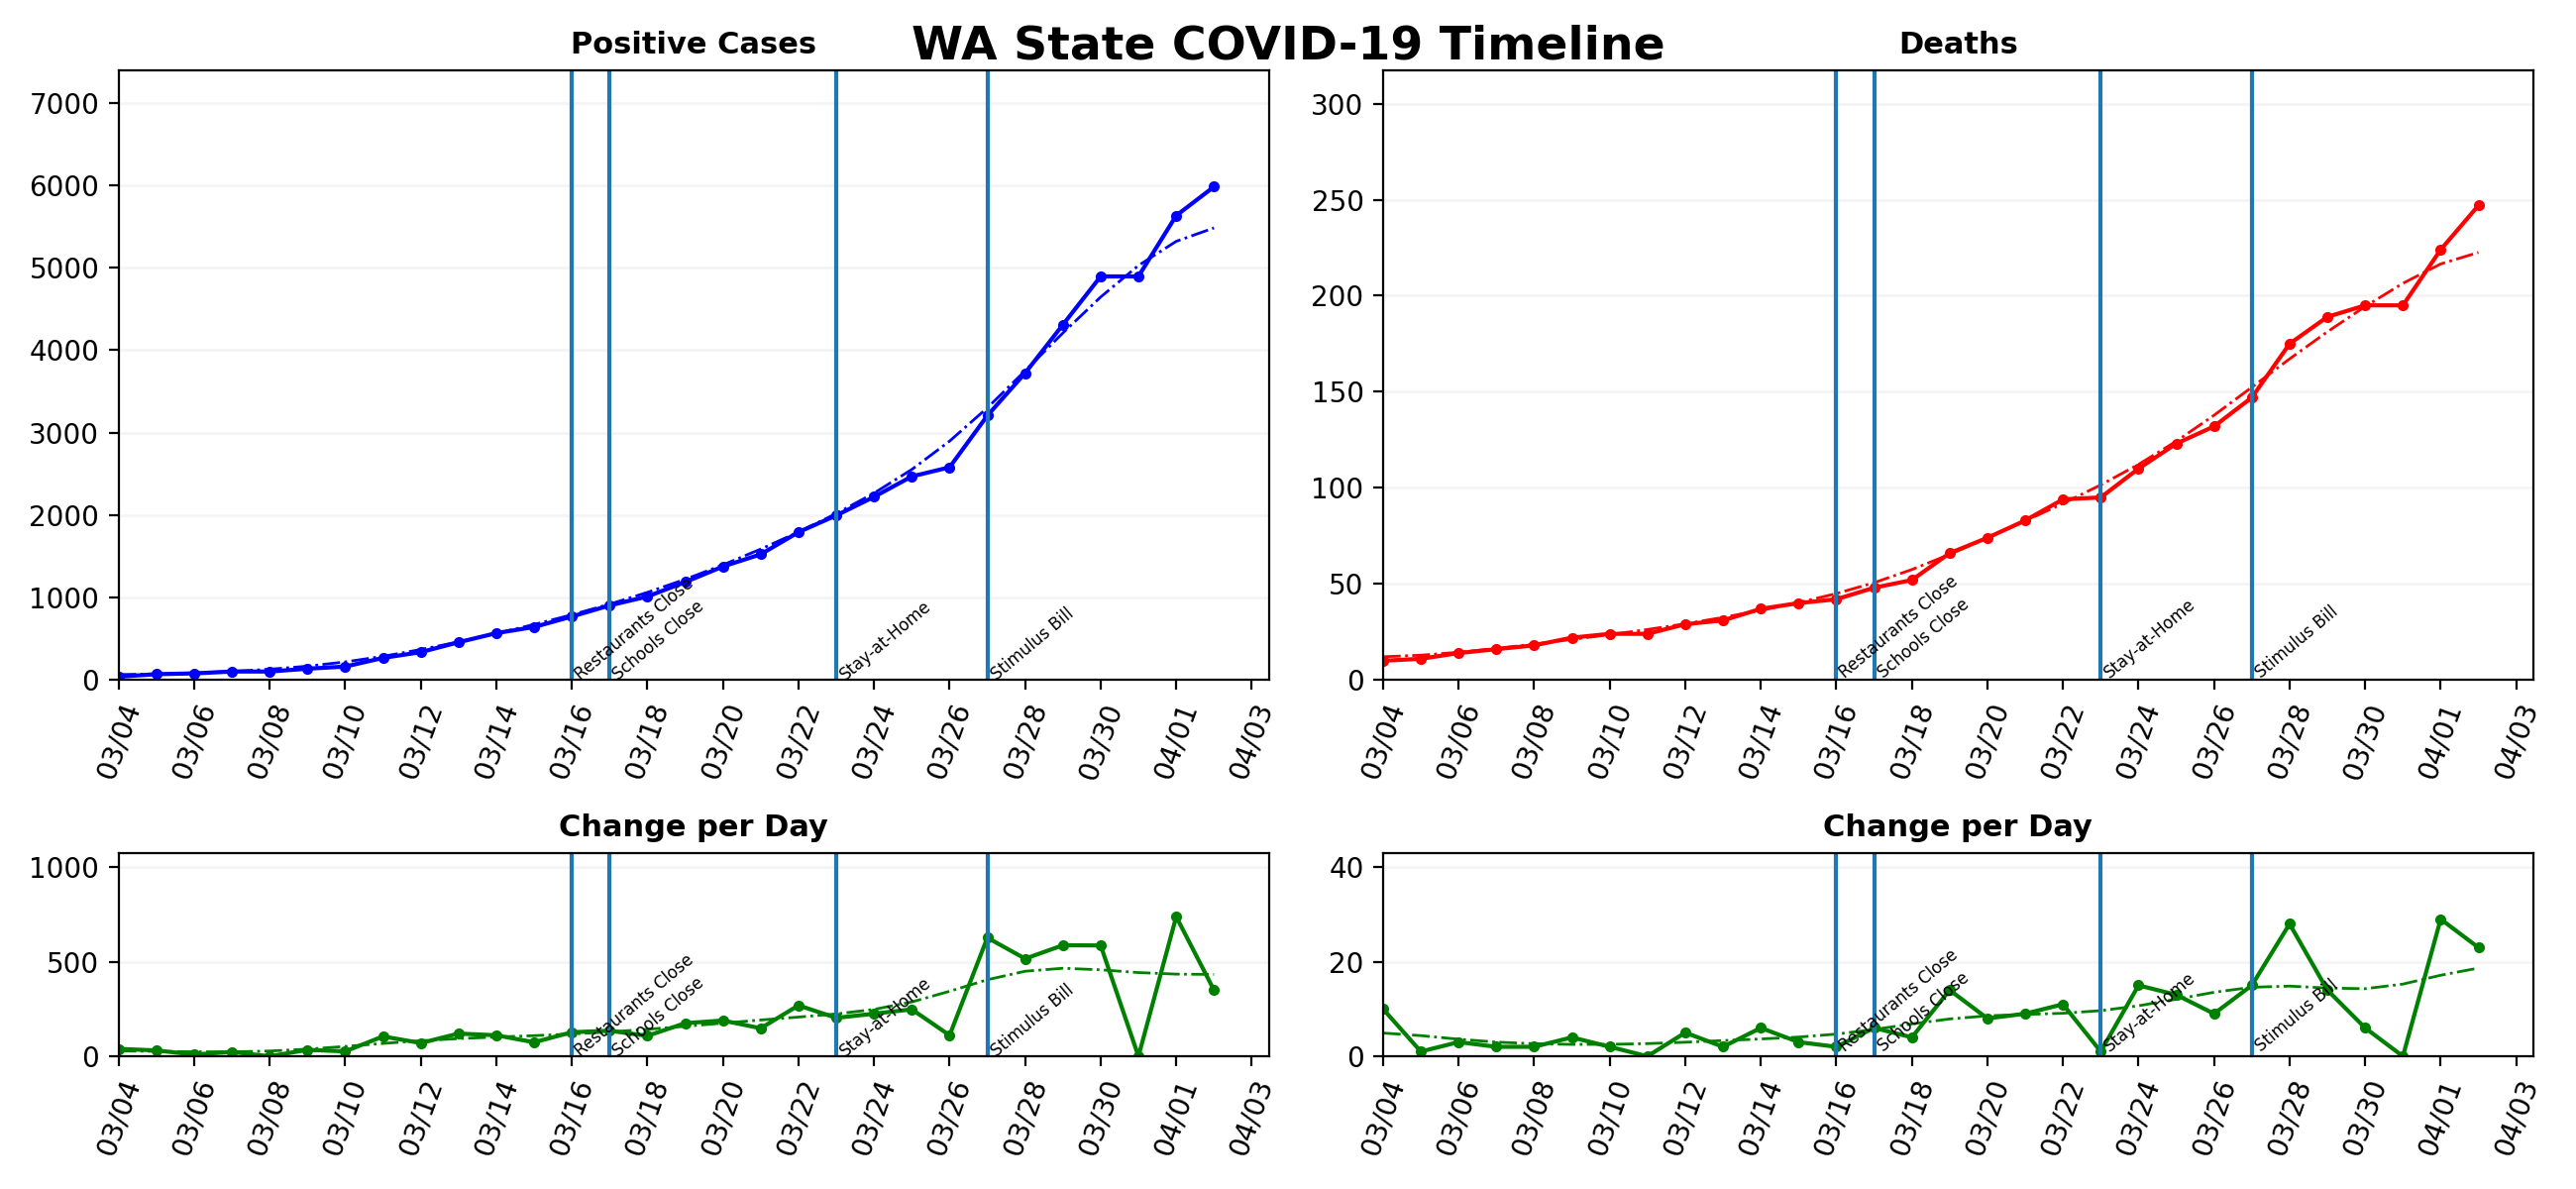 WA State COVID-19 Timeline
Positive Cases
7000
6000
5000
4000
3000
2000
1000
0
Restaurants Close
Schools Close
Stay-at-Home
Stimulus Bill
03/04 03/06 03/08 03/10 03/12 03/14 03/16 03/18 03/20 03/22 03/24 03/26 03/28 03/30 04/01 04/03
Deaths
300
250
200
150
100
50
0
Restaurants Close
Schools Close
Stay-at-Home
Stimulus Bill
03/04 03/06 03/08 03/10 03/12 03/14 03/16 03/18 03/20 03/22 03/24 03/26 03/28 03/30 04/01 04/03
Change per Day
1000
500
0
Restaurants Close
Schools Close
Stay-at-Home
Stimulus Bill
03/04 03/06 03/08 03/10 03/12 03/14 03/16 03/18 03/20 03/22 03/24 03/26 03/28 03/30 04/01 04/03
Change per Day
40
20
0
Restaurants Close
Schools Close
Stay-at-Home
Stimulus Bill
03/04 03/06 03/08 03/10 03/12 03/14 03/16 03/18 03/20 03/22 03/24 03/26 03/28 03/30 04/01 04/03